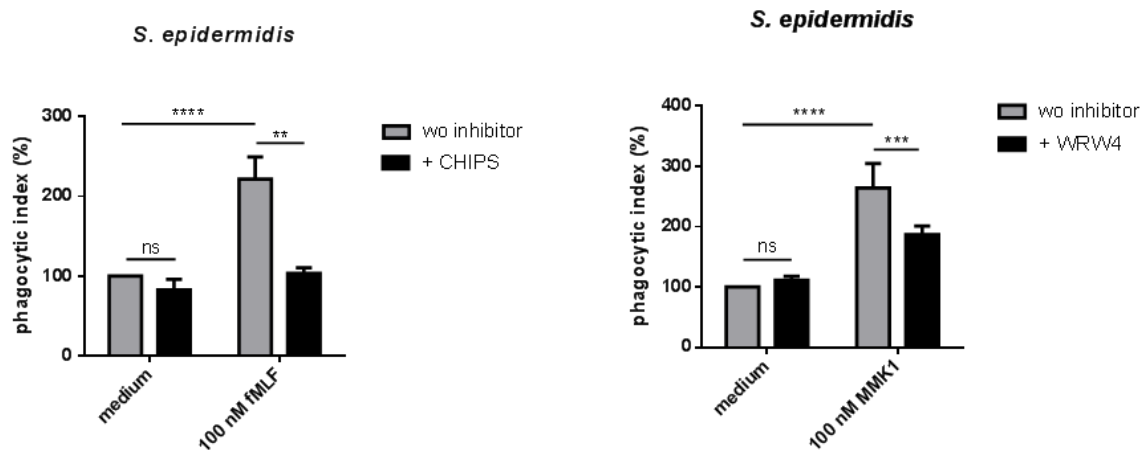 S. epidermidis
phagocytic index (%)
300
200
100
0
****
**
ns
medium
100 nM fMLF
wo inhibitor
+ CHIPS
S. epidermidis
phagocytic index (%)
400
300
200
100
0
****
***
ns
medium
100 nM MMK1
wo inhibitor
+ WRW4